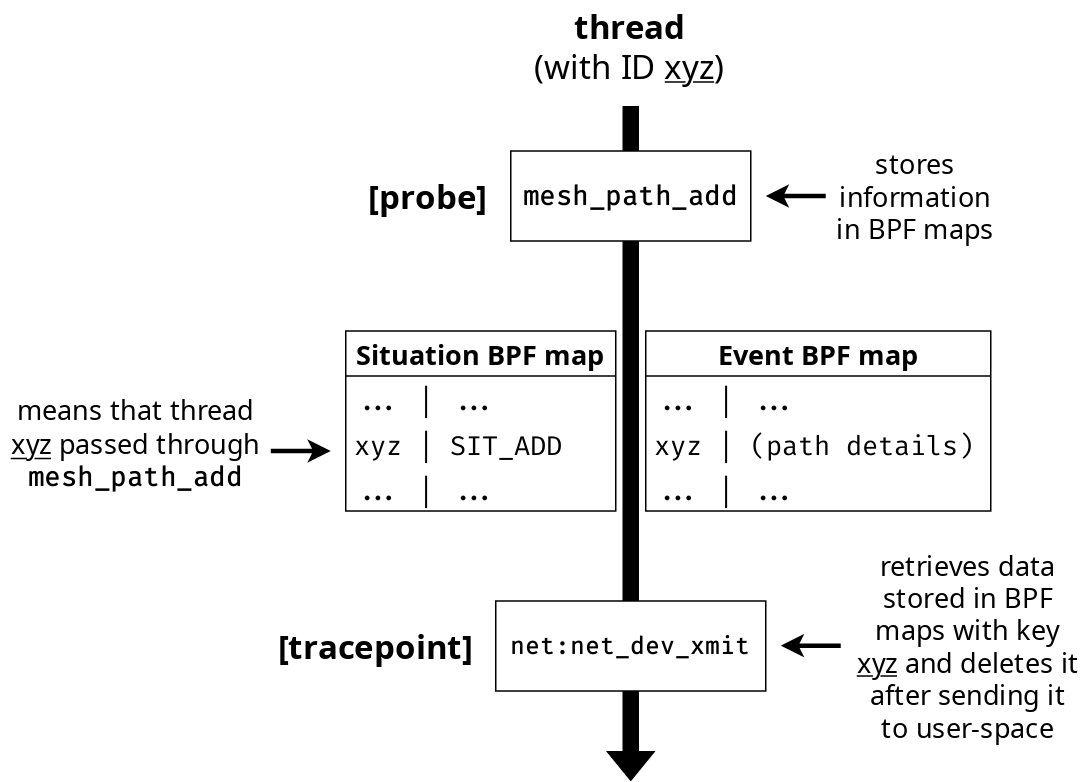 thread
(with ID xyz)
[probe]
mesh_path_add
stores
information
in BPF maps
Situation BPF map
... | ...
xyz | SIT_ADD
... | ...
Event BPF map
... | ...
xyz | (path details)
... | ...
means that thread
xyz passed through
mesh_path_add
[tracepoint]
net:net_dev_xmit
retrieves data
stored in BPF
maps with key
xyz and deletes it
after sending it
to user-space